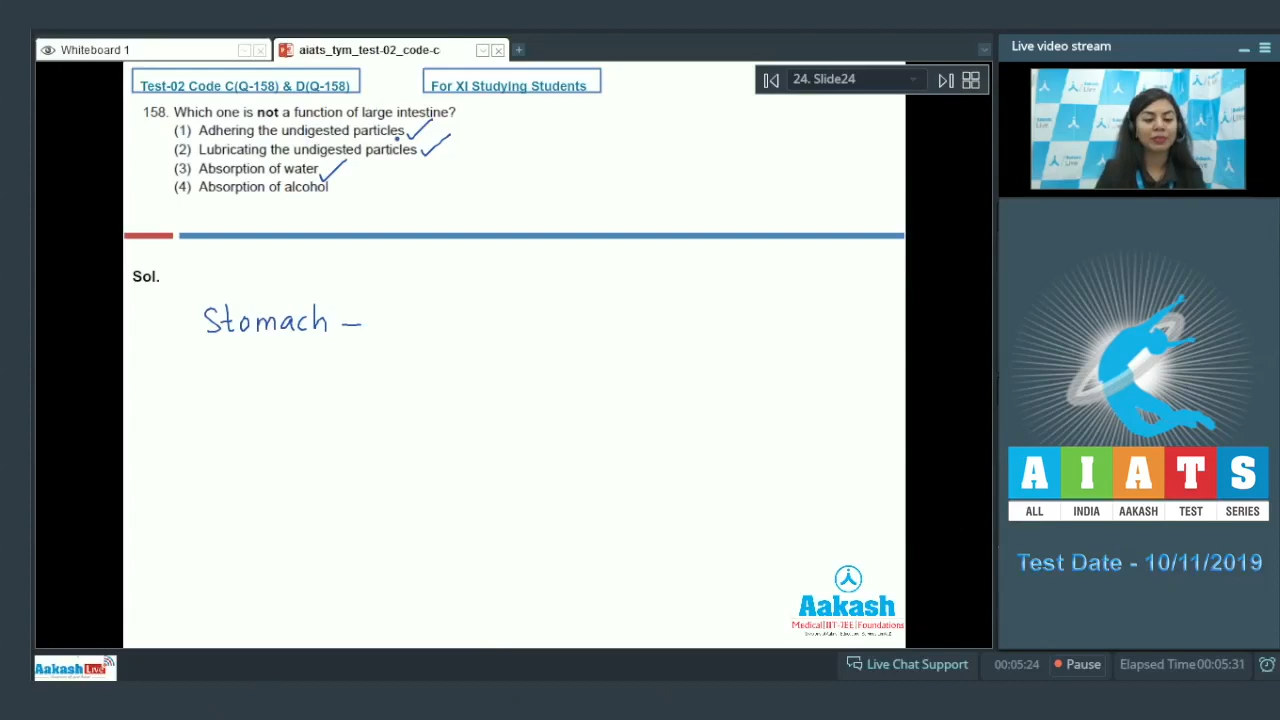 Whiteboard 1
aiats_tym_test-02_code-c
Live video stream
Test-02 Code C(Q-158) & D(Q-158)
For XI Studying Students
24. Slide24
158. Which one is not a function of large intestine?
(1) Adhering the undigested particles
(2) Lubricating the undigested particles
(3) Absorption of water
(4) Absorption of alcohol
Sol.
Stomach –
A I A T S
ALL INDIA AAKASH TEST SERIES
Test Date - 10/11/2019
Aakash
Medical|IIT-JEE|Foundations
Aakash Live
Live Chat Support
00:05:24
Pause
Elapsed Time 00:05:31